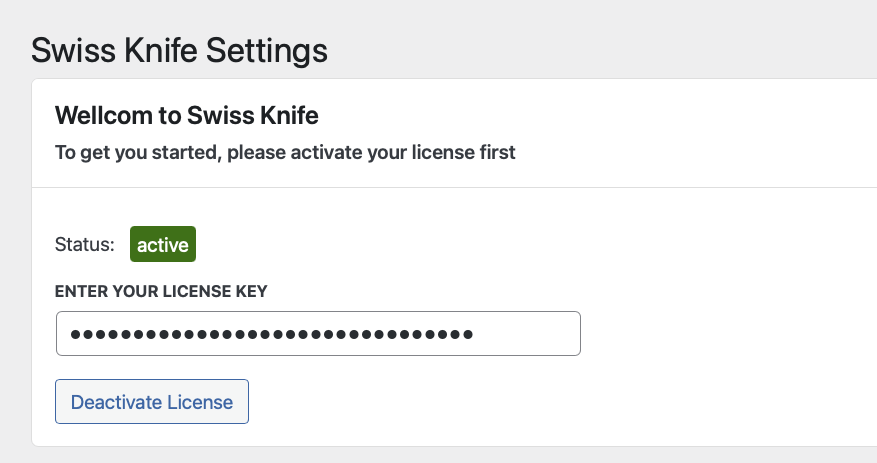 Swiss Knife Settings
Wellcom to Swiss Knife
To get you started, please activate your license first
Status: active
ENTER YOUR LICENSE KEY
••••••••••••••••••••••••••••••••
Deactivate License